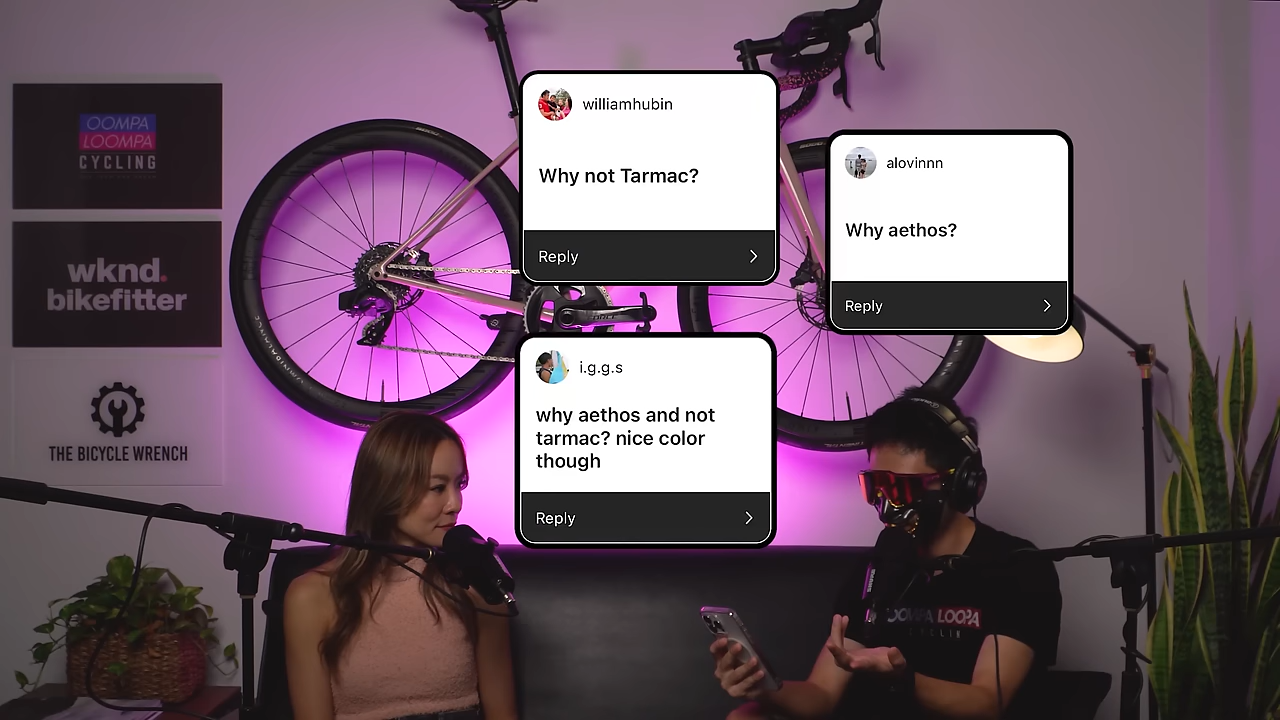 OOMPA
LOOMPA
CYCLING
wknd.
bikefitter
THE BICYCLE WRENCH
williamhubin
Why not Tarmac?
Reply
alovinnn
Why aethos?
Reply
i.g.g.s
why aethos and not
tarmac? nice color
though
Reply